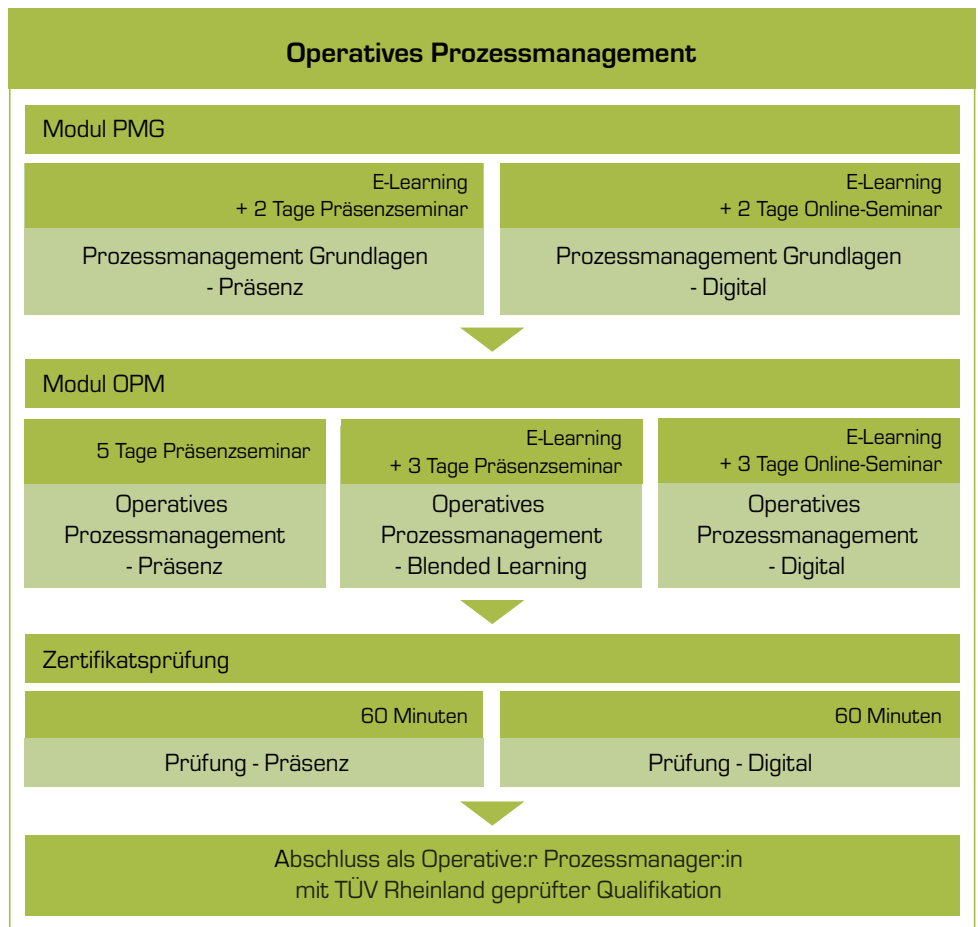 Operatives Prozessmanagement
Modul PMG
E-Learning
+ 2 Tage Präsenzseminar
Prozessmanagement Grundlagen
- Präsenz
E-Learning
+ 2 Tage Online-Seminar
Prozessmanagement Grundlagen
- Digital
Modul OPM
5 Tage Präsenzseminar
Operatives
Prozessmanagement
- Präsenz
E-Learning
+ 3 Tage Präsenzseminar
Operatives
Prozessmanagement
- Blended Learning
E-Learning
+ 3 Tage Online-Seminar
Operatives
Prozessmanagement
- Digital
Zertifikatsprüfung
60 Minuten
Prüfung - Präsenz
60 Minuten
Prüfung - Digital
Abschluss als Operative:r Prozessmanager:in
mit TÜV Rheinland geprüfter Qualifikation